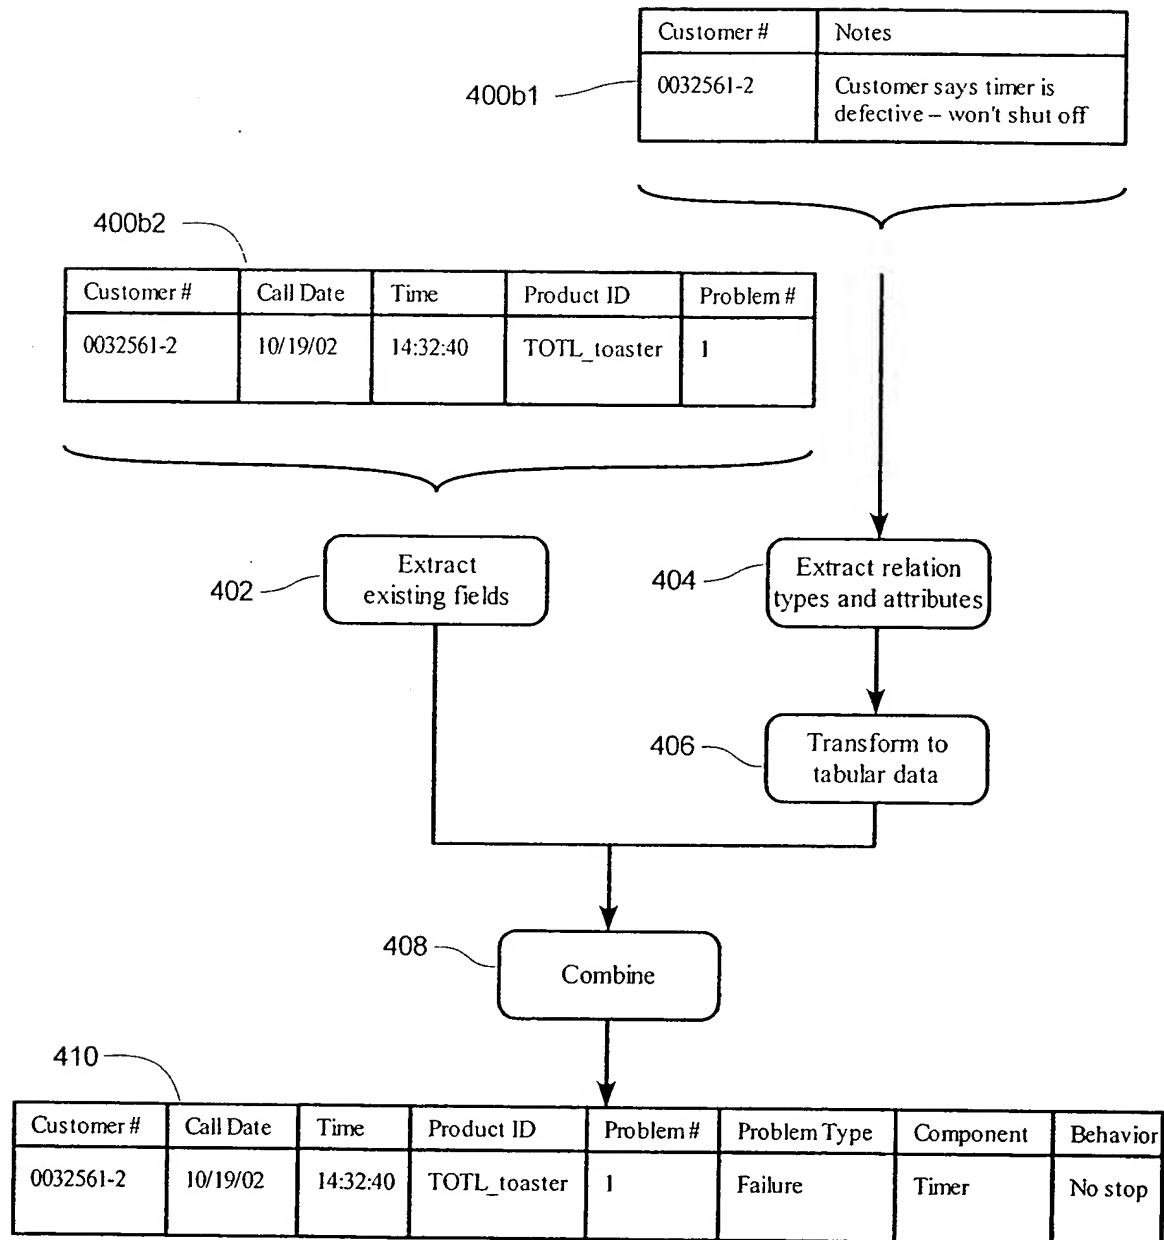 Customer # Notes
400b1
0032561-2 Customer says timer is
defective – won't shut off
400b2
Customer # Call Date Time Product ID Problem #
0032561-2 10/19/02 14:32:40 TOTL_toaster 1
402
Extract
existing fields
404
Extract relation
types and attributes
406
Transform to
tabular data
408
Combine
410
Customer # Call Date Time Product ID Problem # Problem Type Component Behavior
0032561-2 10/19/02 14:32:40 TOTL_toaster 1 Failure Timer No stop